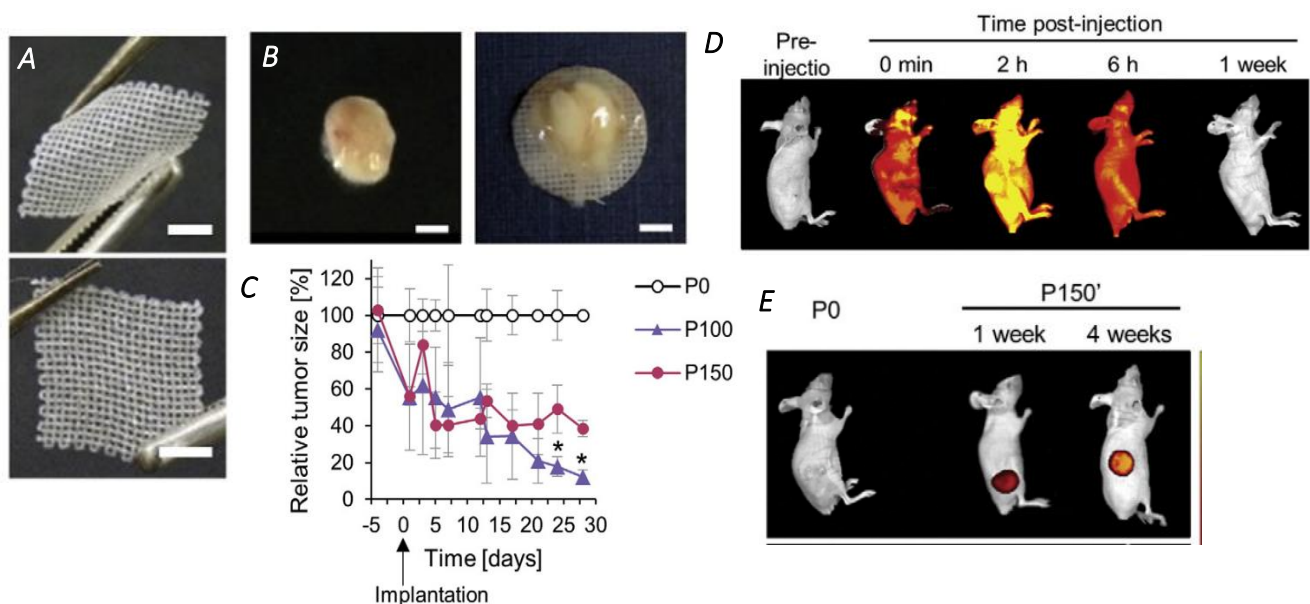 A
B
C
Relative tumor size [%]
120
100
80
60
40
20
0
-5 0 5 10 15 20 25 30
Time [days]
Implantation
*
*
P0
P100
P150
D
Time post-injection
Pre-
injectio
0 min 2 h 6 h 1 week
E
P0
P150'
1 week 4 weeks